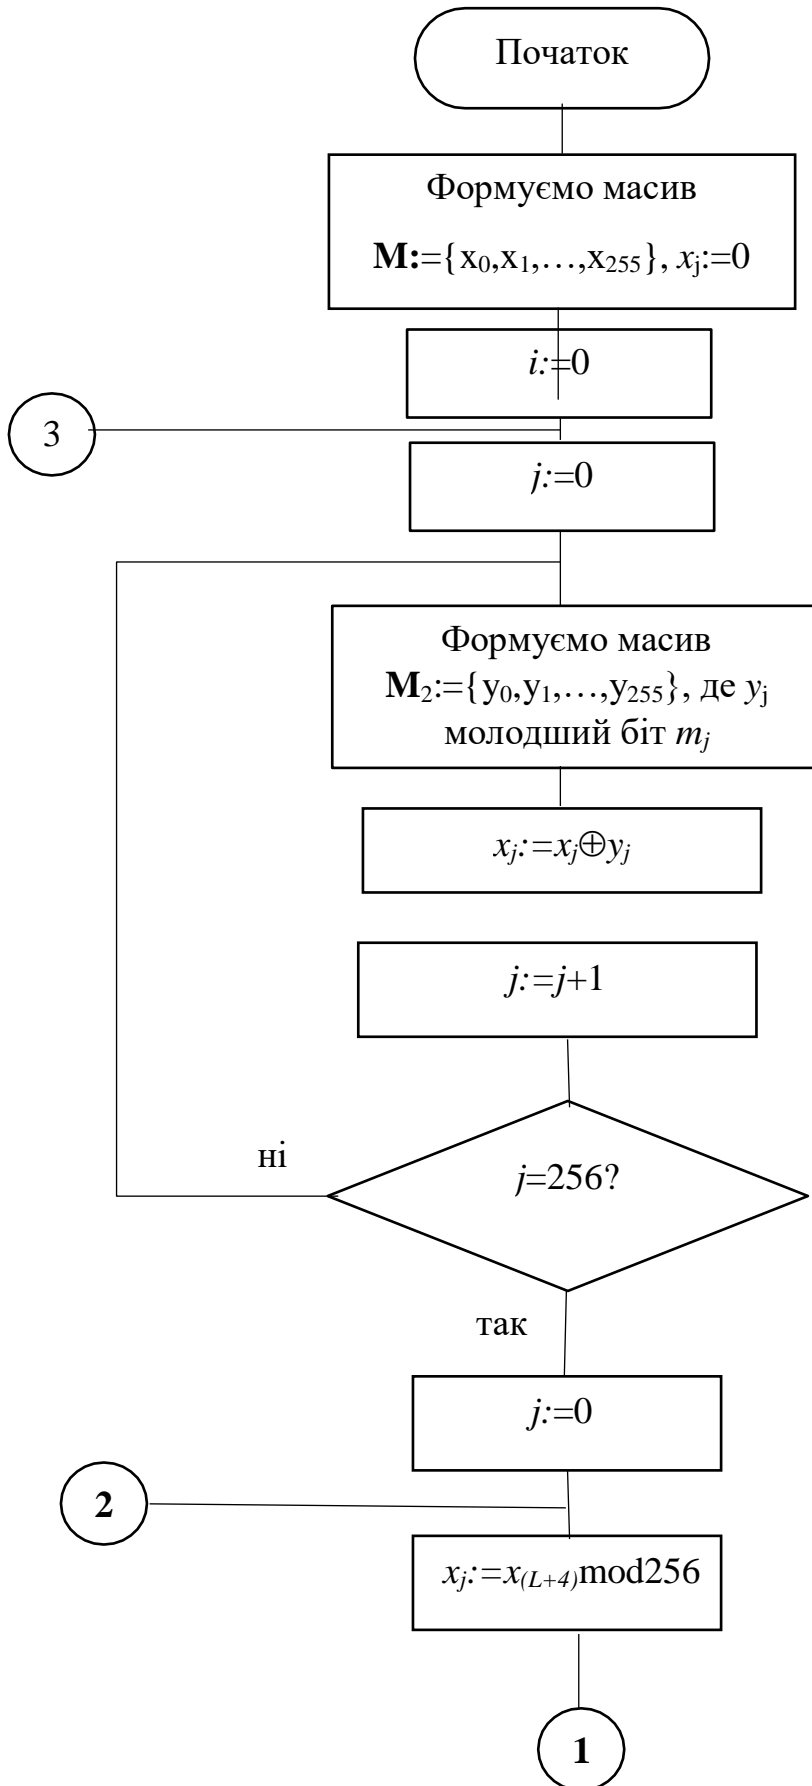 Початок
Формуємо масив
M:={x₀,x₁,…,x₂₅₅}, xⱼ:=0
i:=0
3
j:=0
Формуємо масив
M₂:={y₀,y₁,…,y₂₅₅}, де yⱼ
молодший біт mⱼ
xⱼ:=xⱼ⊕yⱼ
j:=j+1
ні
j=256?
так
j:=0
2
xⱼ:=x₍L₊₄₎mod256
1